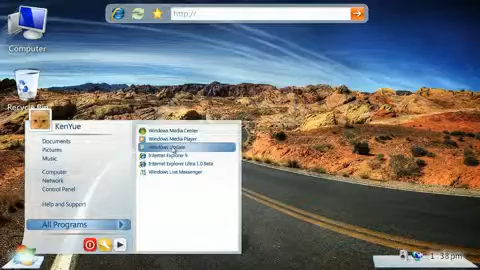 http://
Computer
Recycle Bin
KenYue
Documents
Pictures
Music
Computer
Network
Control Panel
Help and Support
All Programs
Windows Media Center
Windows Media Player
Windows Update
Internet Explorer 9
Internet Explorer Ultra 1.0 Beta
Windows Live Messenger
1:38pm